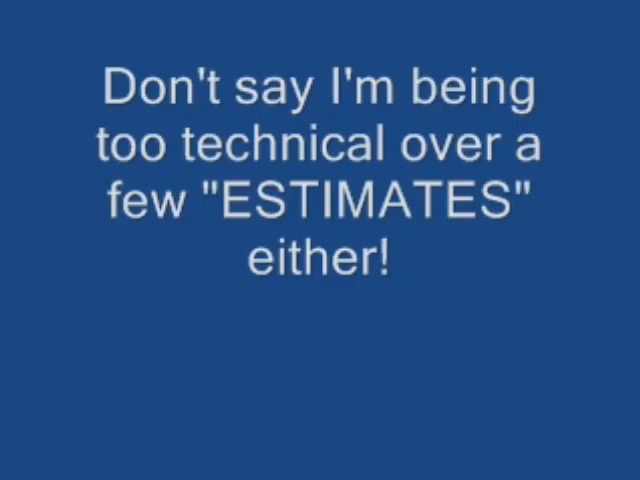 Don't say I'm being
too technical over a
few "ESTIMATES"
either!